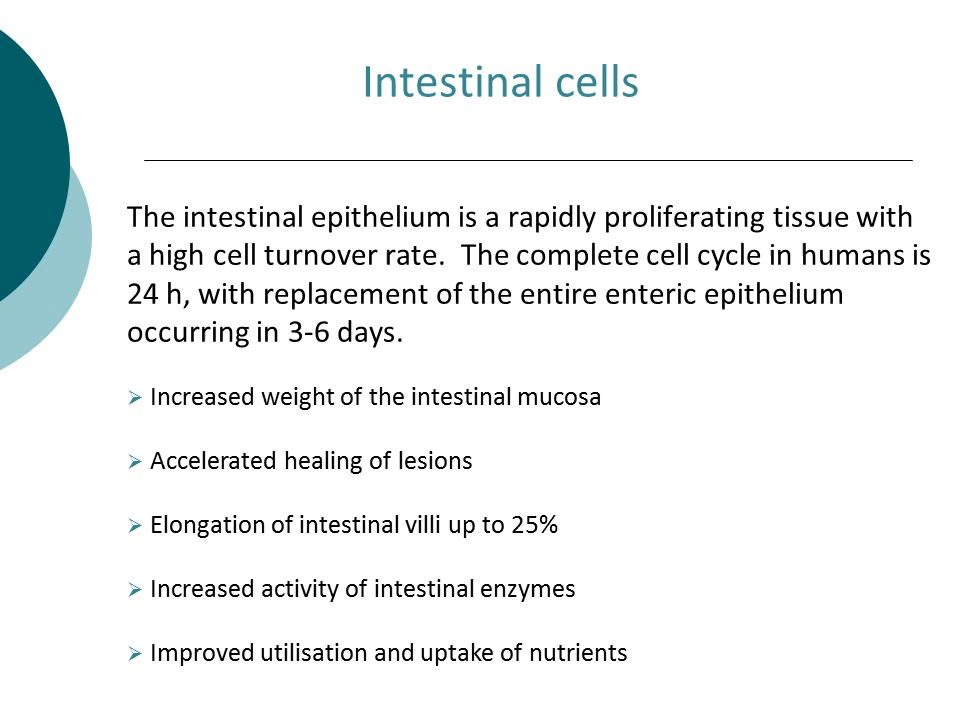 Intestinal cells
The intestinal epithelium is a rapidly proliferating tissue with
a high cell turnover rate.  The complete cell cycle in humans is
24 h, with replacement of the entire enteric epithelium
occurring in 3-6 days.
Increased weight of the intestinal mucosa
Accelerated healing of lesions
Elongation of intestinal villi up to 25%
Increased activity of intestinal enzymes
Improved utilisation and uptake of nutrients